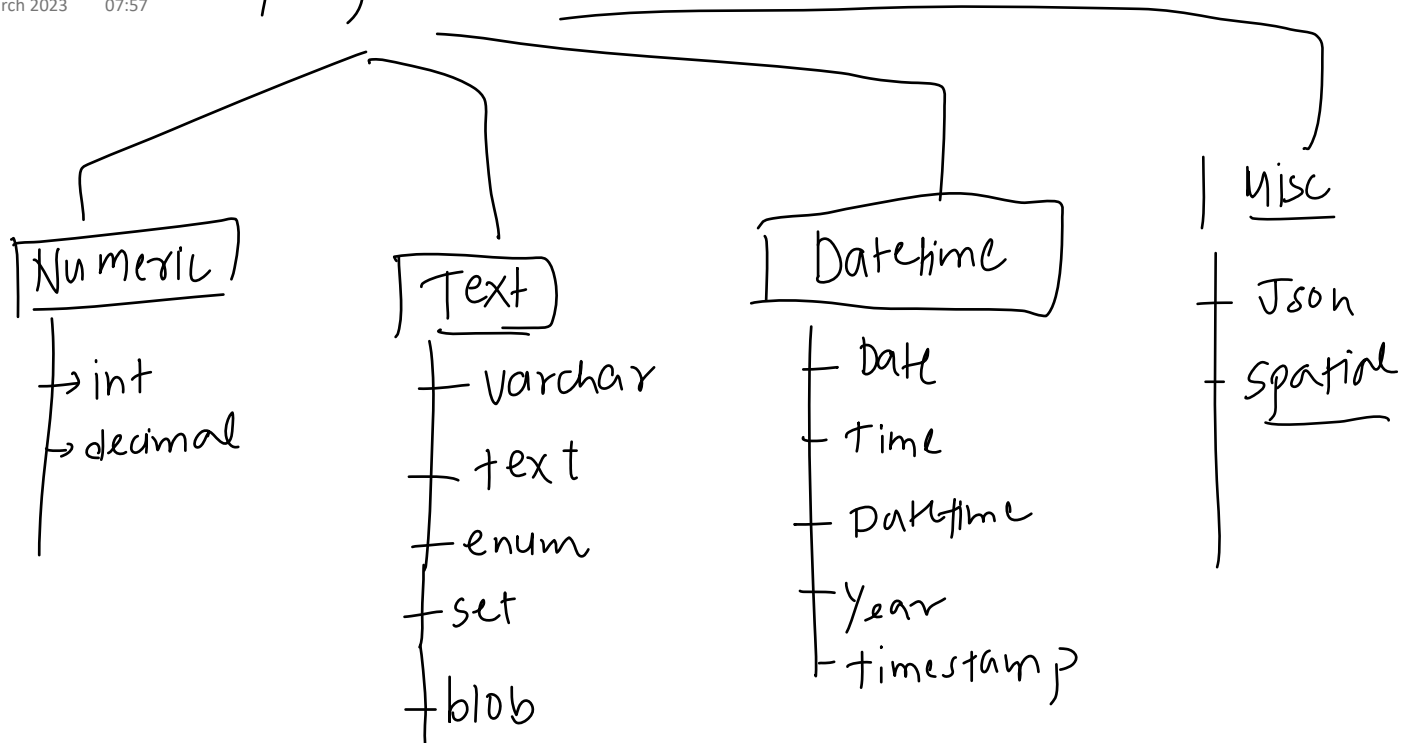 rch 2023 07:57
Numeric
int
decimal
Text
varchar
text
enum
set
blob
Datetime
Date
Time
Datetime
Year
timestamp
Misc
Json
Spatial